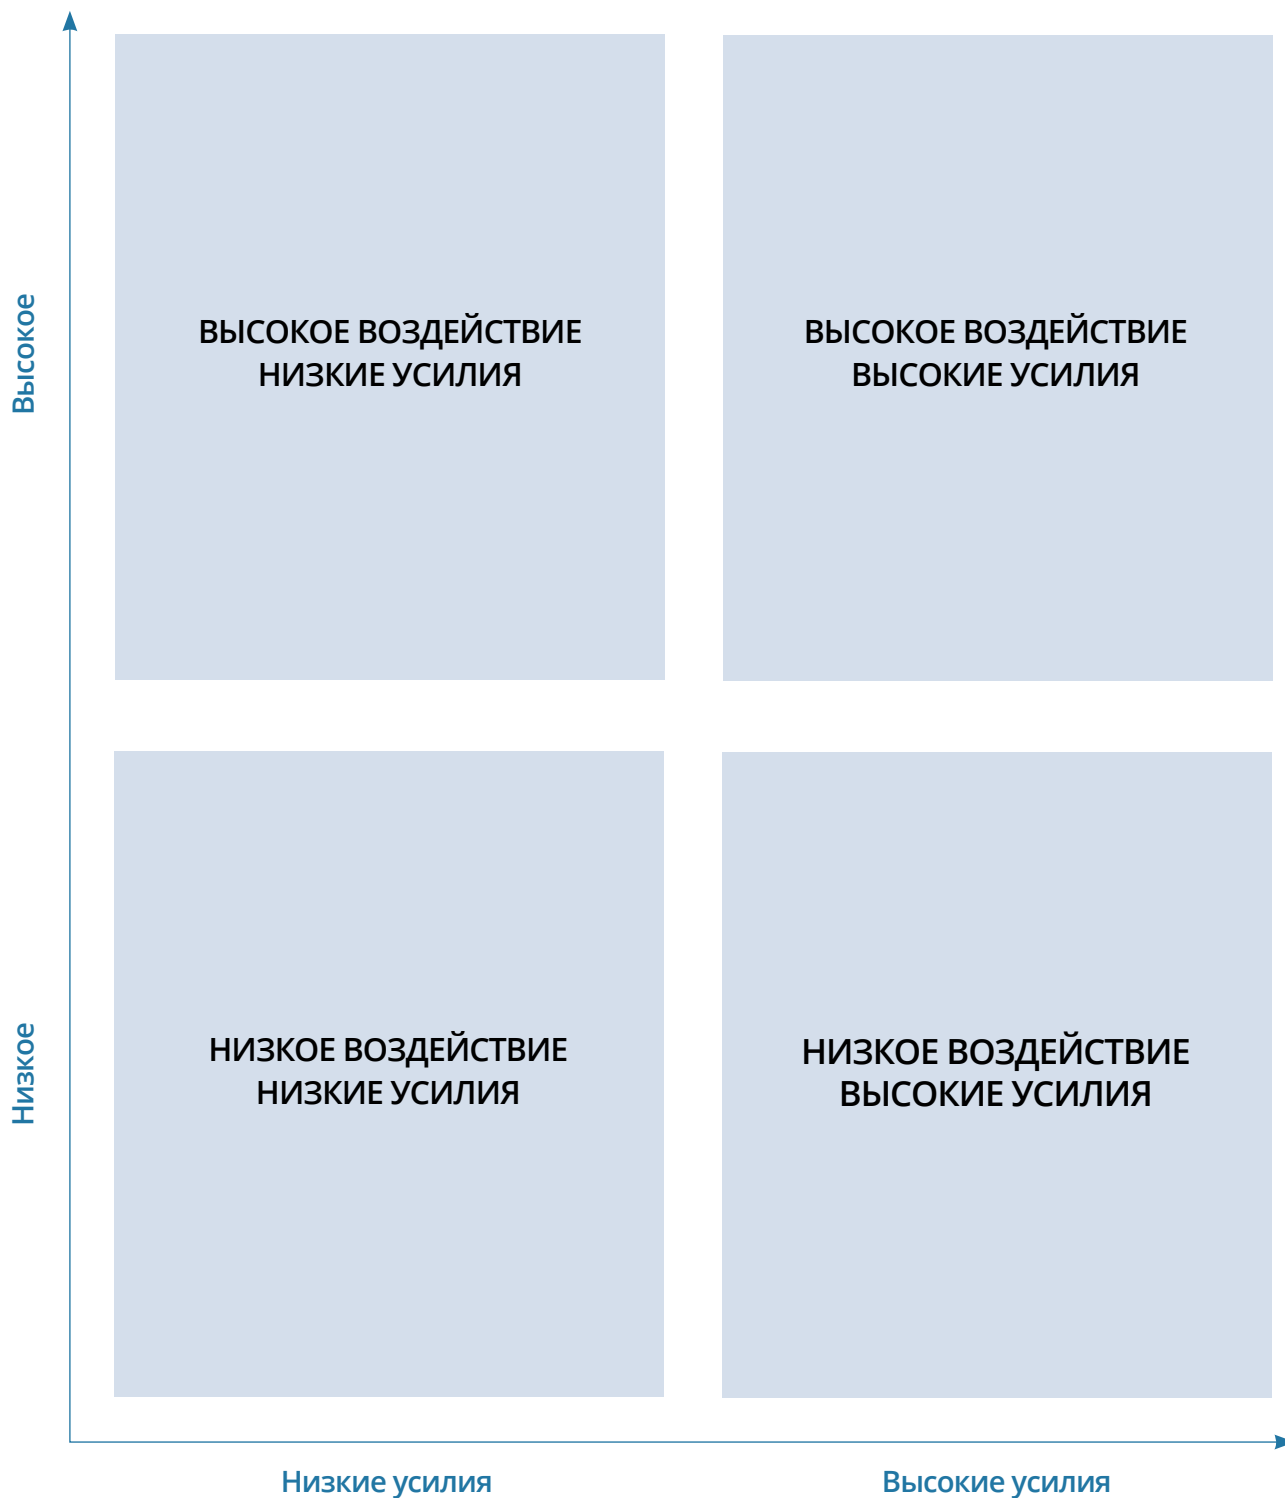 Высокое
ВЫСОКОЕ ВОЗДЕЙСТВИЕ
НИЗКИЕ УСИЛИЯ
ВЫСОКОЕ ВОЗДЕЙСТВИЕ
ВЫСОКИЕ УСИЛИЯ
Низкое
НИЗКОЕ ВОЗДЕЙСТВИЕ
НИЗКИЕ УСИЛИЯ
НИЗКОЕ ВОЗДЕЙСТВИЕ
ВЫСОКИЕ УСИЛИЯ
Низкие усилия
Высокие усилия